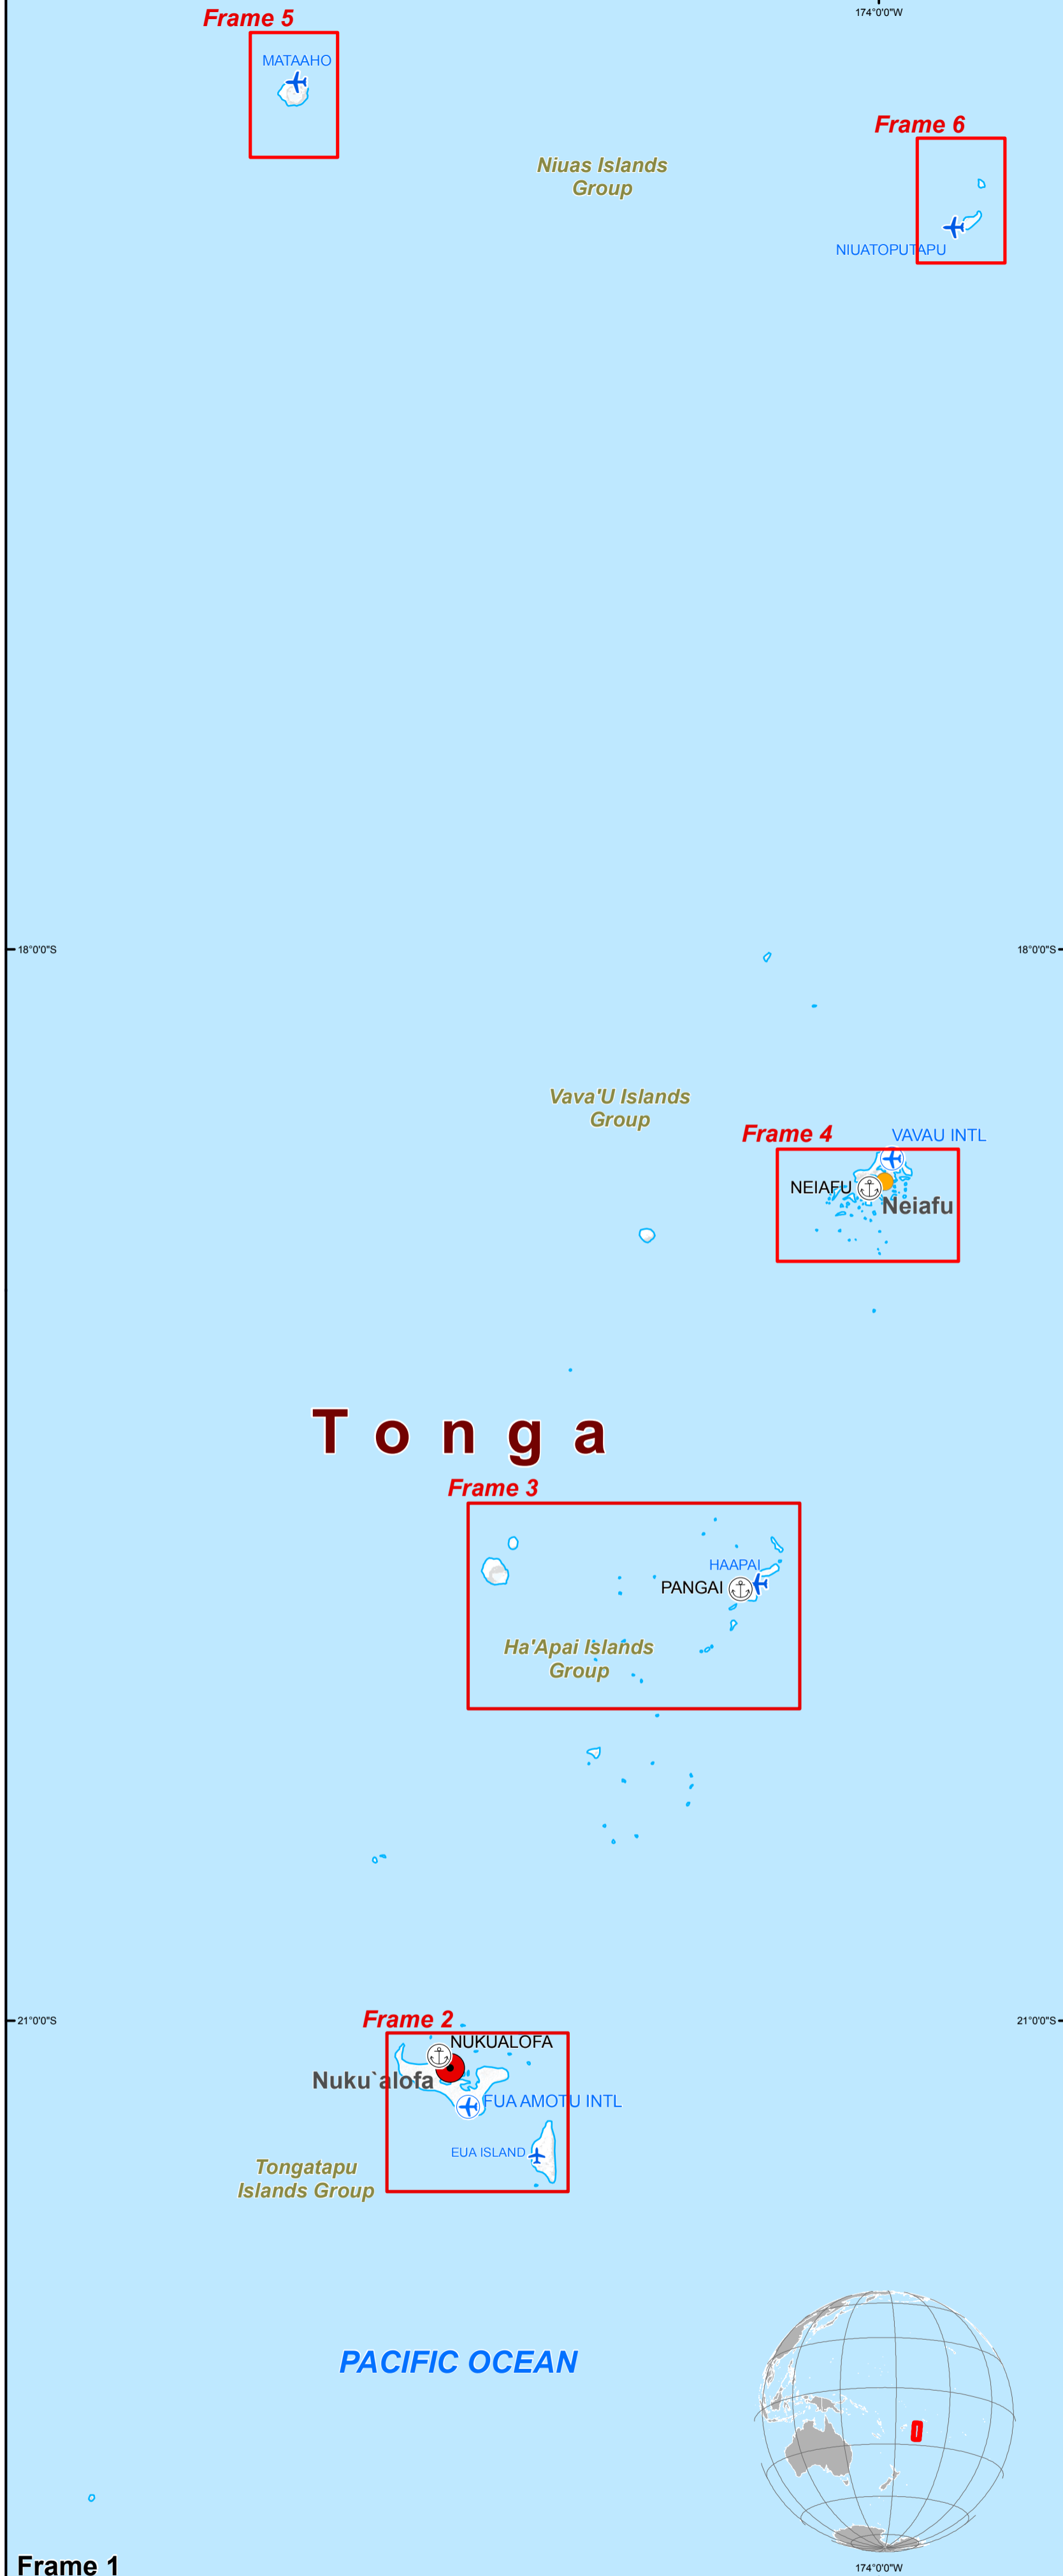 Frame 5
174°0'0"W
MATAAHO
Frame 6
Niuas Islands
Group
NIUATOPUTAPU
18°0'0"S
18°0'0"S
Vava'U Islands
Group
Frame 4
VAVAU INTL
NEIAFU
Neiafu
Tonga
Frame 3
HAAPAI
PANGAI
Ha'Apai Islands
Group
21°0'0"S
21°0'0"S
Frame 2
NUKUALOFA
Nuku`alofa
FUA AMOTU INTL
EUA ISLAND
Tongatapu
Islands Group
PACIFIC OCEAN
Frame 1
174°0'0"W